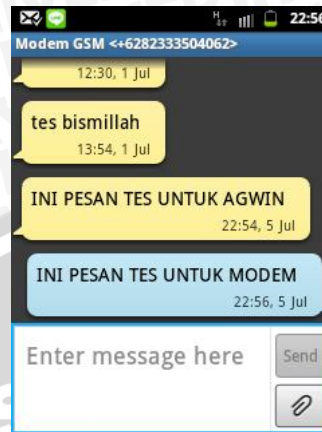 22:56
Modem GSM <+6282333504062>
12:30, 1 Jul
tes bismillah
13:54, 1 Jul
INI PESAN TES UNTUK AGWIN
22:54, 5 Jul
INI PESAN TES UNTUK MODEM
22:56, 5 Jul
Enter message here
Send